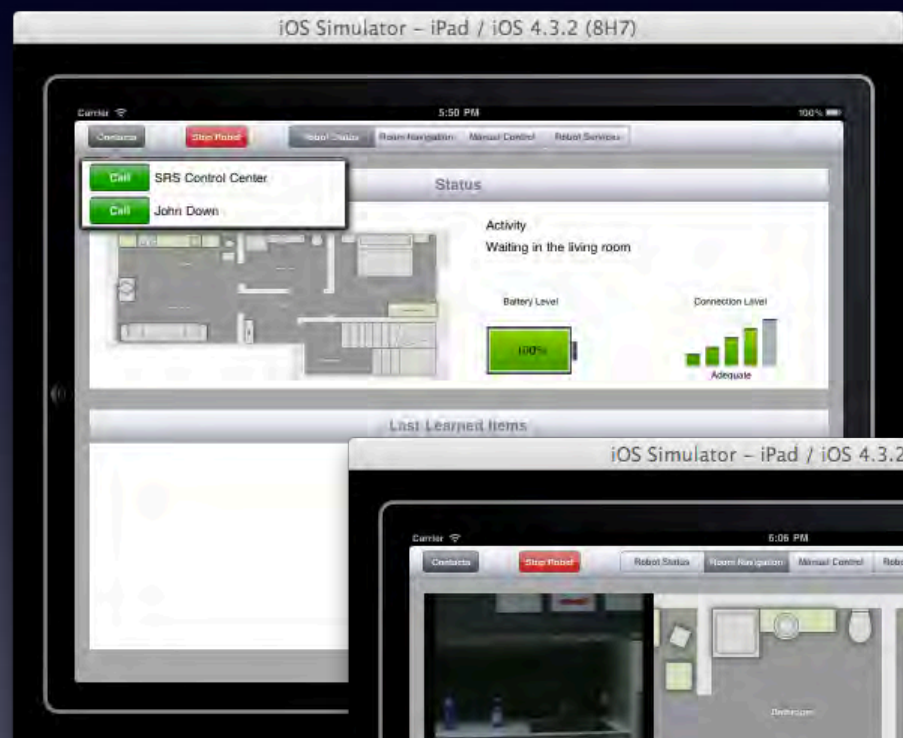 iOS Simulator – iPad / iOS 4.3.2 (8H7)
Carrier 5:50 PM 100%
Contacts Stop Robot Robot Status Room Navigation Manual Control Robot Services
Call SRS Control Center
Call John Down
Status
Activity
Waiting in the living room
Battery Level Connection Level
100%
Adequate
Last Learned Items
iOS Simulator – iPad / iOS 4.3.2
Carrier 6:06 PM
Contacts Stop Robot Robot Status Room Navigation Manual Control Robo
Bathroom